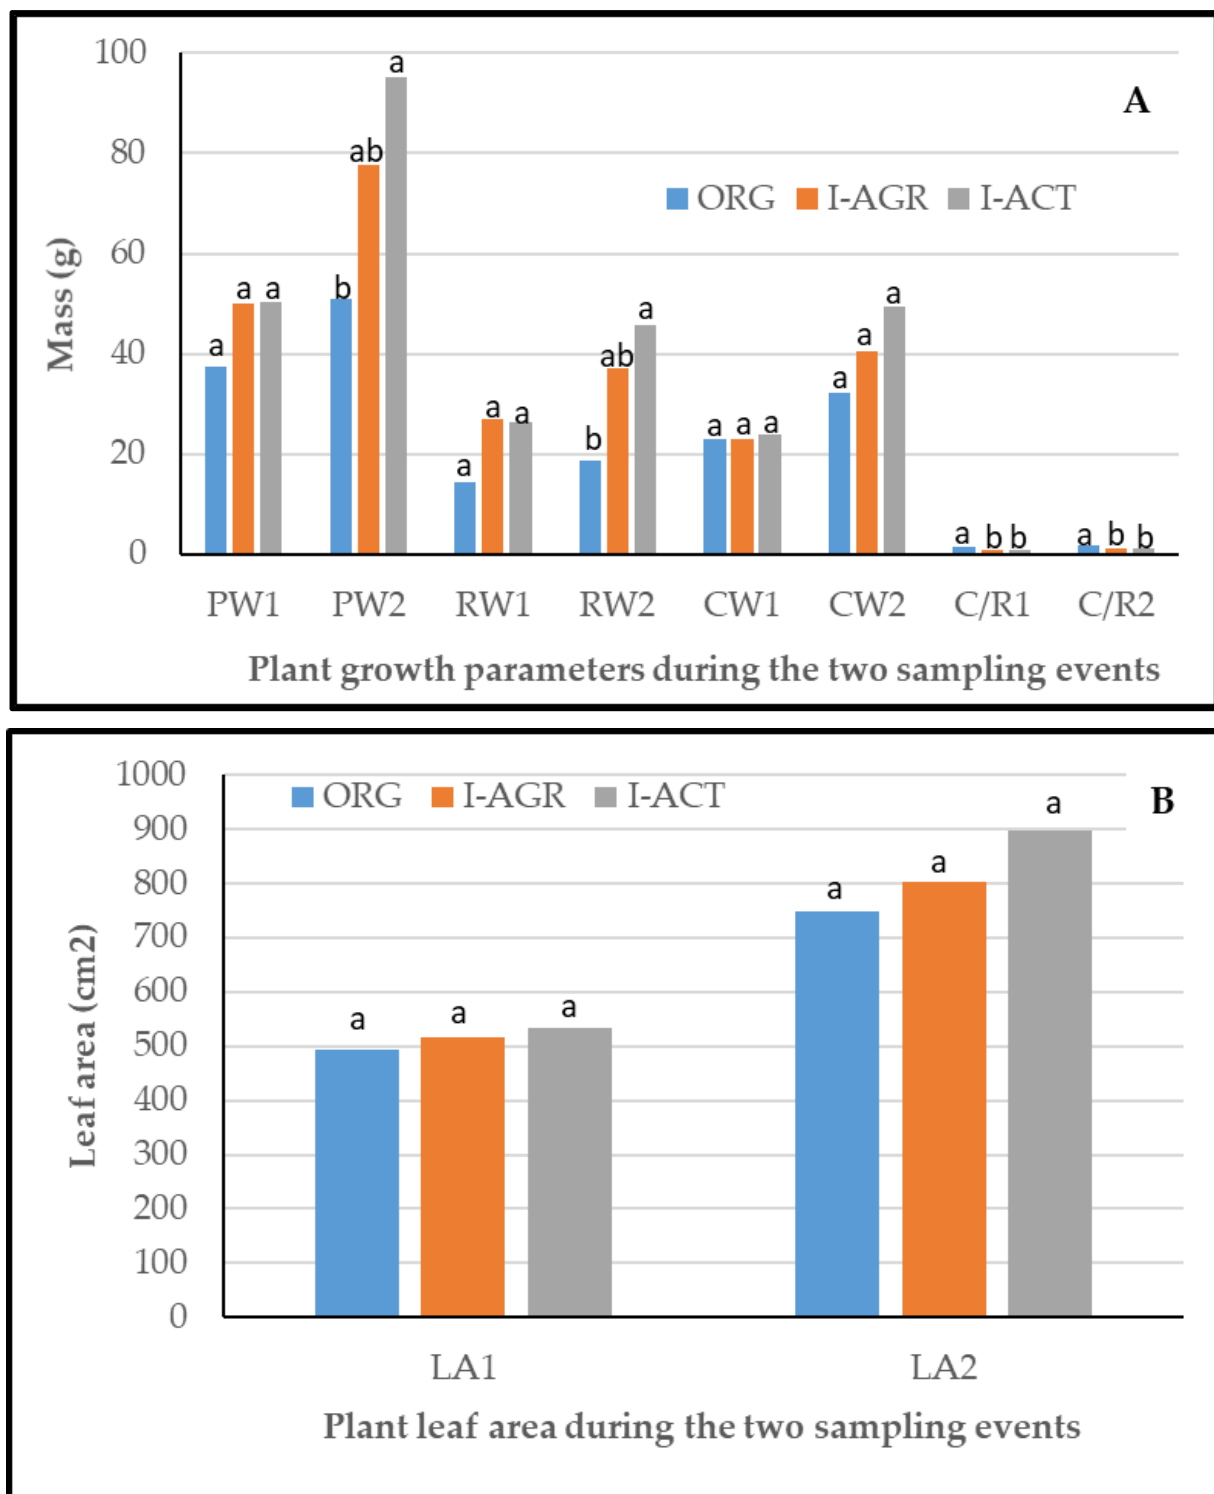 100
80
60
40
20
0
Mass (g)
A
ORG I-AGR I-ACT
a a a
b ab a
a a a
b ab a
a a a
a a a
a b b
a b b
PW1 PW2 RW1 RW2 CW1 CW2 C/R1 C/R2
Plant growth parameters during the two sampling events
1000
900
800
700
600
500
400
300
200
100
0
Leaf area (cm2)
ORG I-AGR I-ACT
B
a a a
a a a
LA1 LA2
Plant leaf area during the two sampling events